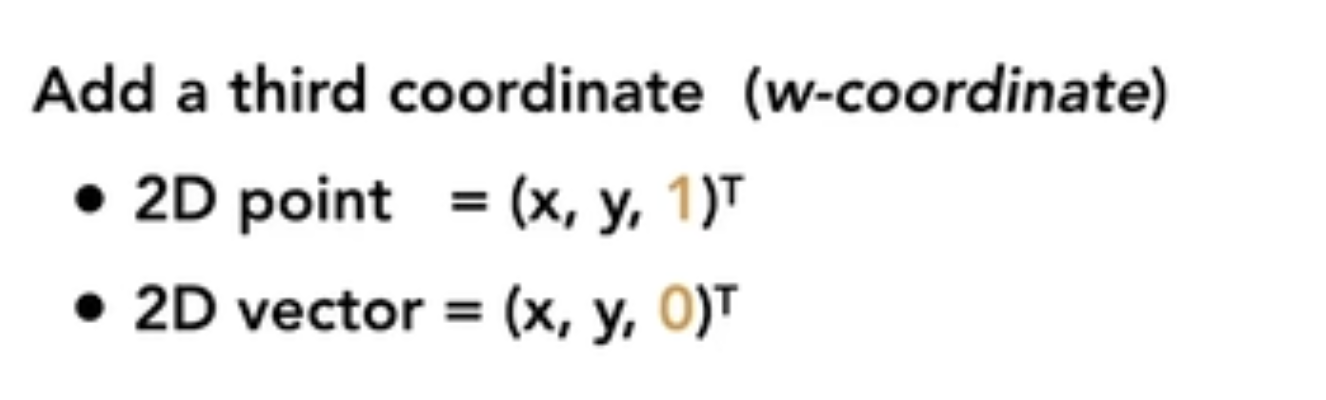 Add a third coordinate (w-coordinate)
• 2D point = (x, y, 1)ᵀ
• 2D vector = (x, y, 0)ᵀ